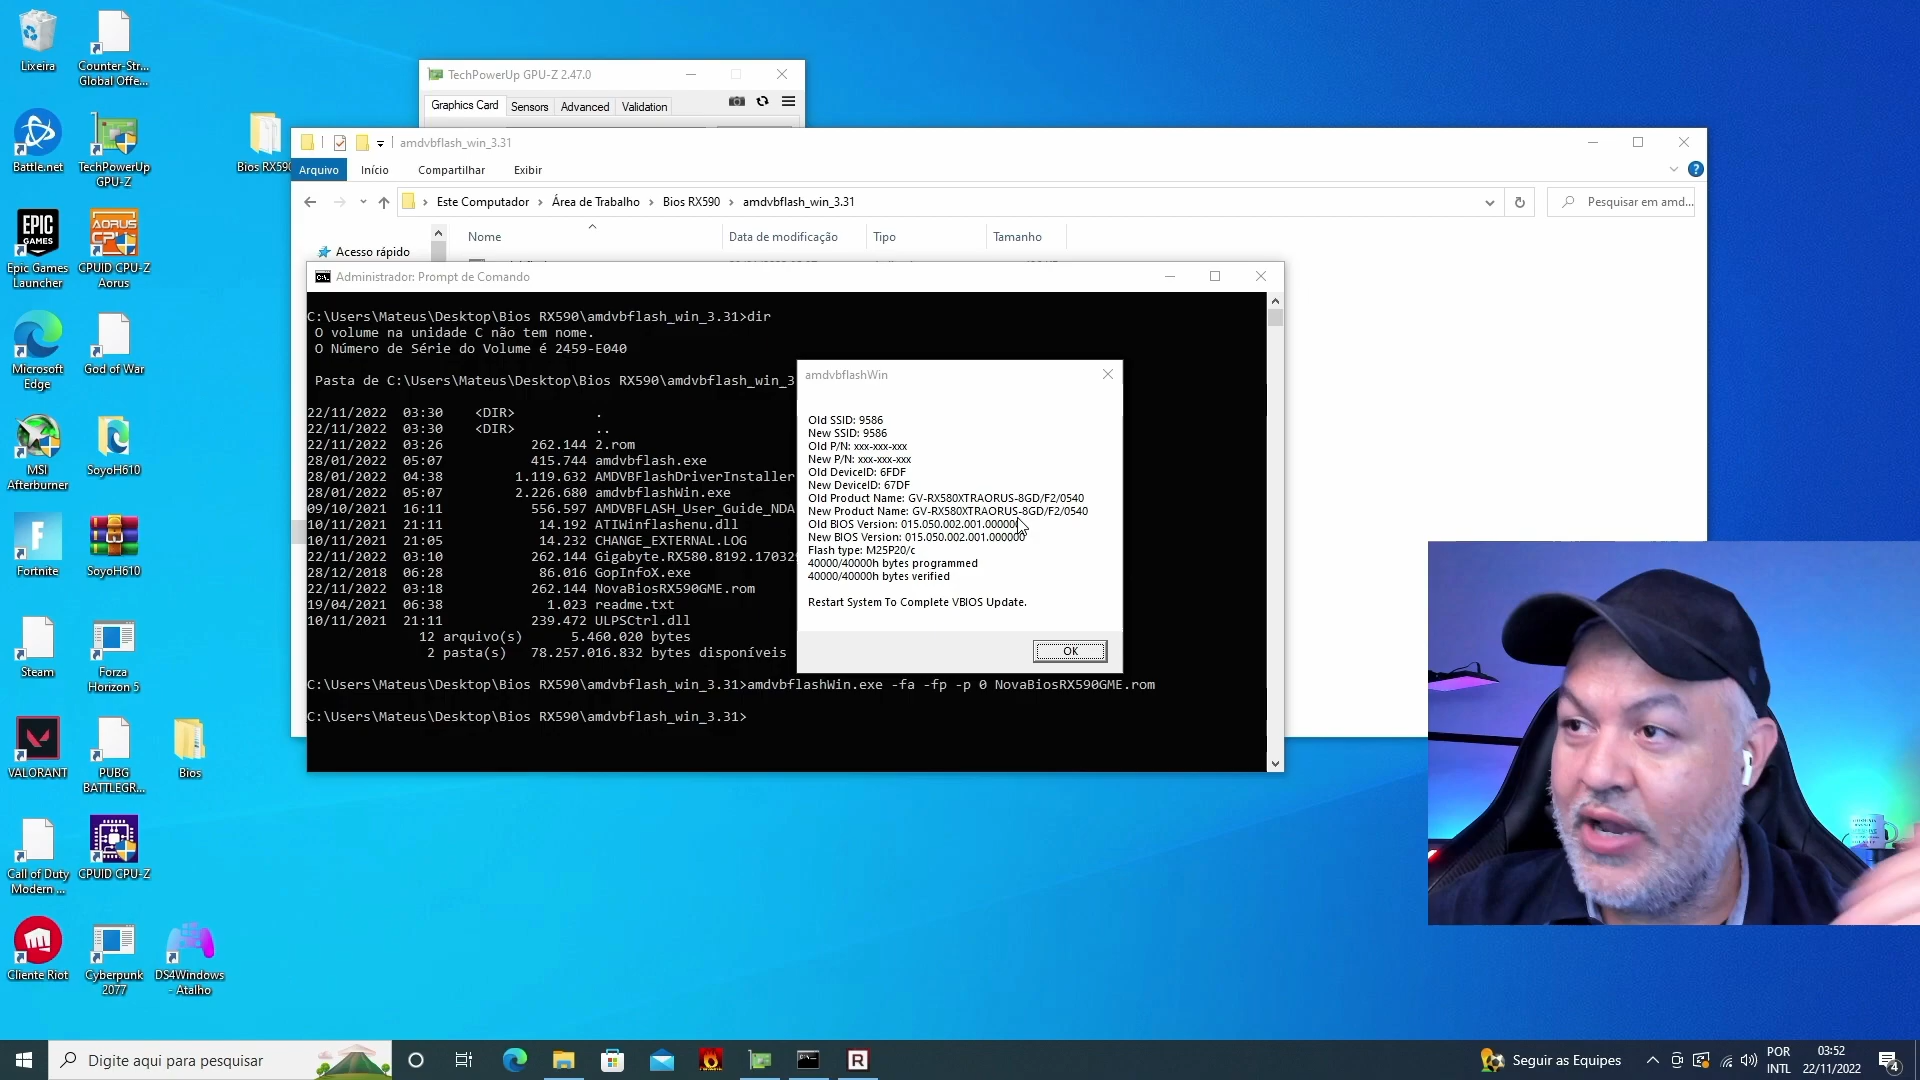 Lixeira
Counter-Str...
Global Offe...
Battle.net
TechPowerUp
GPU-Z
Bios RX590
EPIC
GAMES
Epic Games
Launcher
AORUS
CPUID CPU-Z
Aorus
Microsoft
Edge
God of War
MSI
Afterburner
SoyoH610
Fortnite
SoyoH610
Steam
Forza
Horizon 5
VALORANT
PUBG
BATTLEGR...
Bios
Call of Duty
Modern ...
CPUID CPU-Z
Cliente Riot
Cyberpunk
2077
DS4Windows
- Atalho
TechPowerUp GPU-Z 2.47.0
Graphics Card
Sensors
Advanced
Validation
amdvbflash_win_3.31
Arquivo
Início
Compartilhar
Exibir
Este Computador
Área de Trabalho
Bios RX590
amdvbflash_win_3.31
Pesquisar em amd...
Acesso rápido
Nome
Data de modificação
Tipo
Tamanho
Administrador: Prompt de Comando
C:\Users\Mateus\Desktop\Bios RX590\amdvbflash_win_3.31>dir
O volume na unidade C não tem nome.
O Número de Série do Volume é 2459-E040
Pasta de C:\Users\Mateus\Desktop\Bios RX590\amdvbflash_win_3
22/11/2022 03:30 <DIR> .
22/11/2022 03:30 <DIR> ..
22/11/2022 03:26 262.144 2.rom
28/01/2022 05:07 415.744 amdvbflash.exe
28/01/2022 04:38 1.119.632 AMDVBFlashDriverInstaller
28/01/2022 05:07 2.226.680 amdvbflashWin.exe
09/10/2021 16:11 556.597 AMDVBFLASH_User_Guide_NDA
10/11/2021 21:11 14.192 ATIWinflashenu.dll
10/11/2021 21:05 14.232 CHANGE_EXTERNAL.LOG
22/11/2022 03:10 262.144 Gigabyte.RX580.8192.170329
28/12/2018 06:28 86.016 GopInfoX.exe
22/11/2022 03:18 262.144 NovaBiosRX590GME.rom
19/04/2021 06:38 1.023 readme.txt
10/11/2021 21:11 239.472 ULPSCtrl.dll
12 arquivo(s) 5.460.020 bytes
2 pasta(s) 78.257.016.832 bytes disponíveis
C:\Users\Mateus\Desktop\Bios RX590\amdvbflash_win_3.31>amdvbflashWin.exe -fa -fp -p 0 NovaBiosRX590GME.rom
C:\Users\Mateus\Desktop\Bios RX590\amdvbflash_win_3.31>
amdvbflashWin
Old SSID: 9586
New SSID: 9586
Old P/N: xxx-xxx-xxx
New P/N: xxx-xxx-xxx
Old DeviceID: 6FDF
New DeviceID: 67DF
Old Product Name: GV-RX580XTRAORUS-8GD/F2/0540
New Product Name: GV-RX580XTRAORUS-8GD/F2/0540
Old BIOS Version: 015.050.002.001.000000
New BIOS Version: 015.050.002.001.000000
Flash type: M25P20/c
40000/40000h bytes programmed
40000/40000h bytes verified
Restart System To Complete VBIOS Update.
OK
Digite aqui para pesquisar
Seguir as Equipes
POR
INTL
03:52
22/11/2022
4